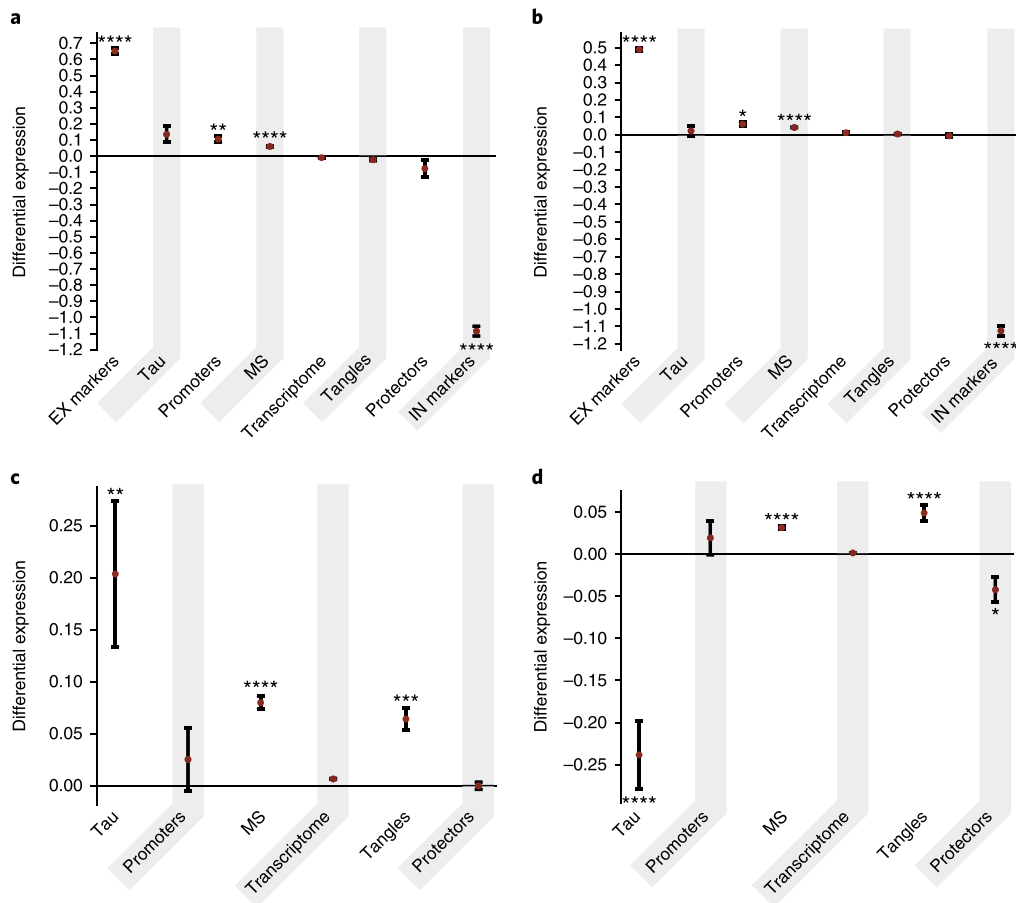 a
Differential expression
0.7
0.6
0.5
0.4
0.3
0.2
0.1
0.0
–0.1
–0.2
–0.3
–0.4
–0.5
–0.6
–0.7
–0.8
–0.9
–1.0
–1.1
–1.2
****
**
****
****
EX markers
Tau
Promoters
MS
Transcriptome
Tangles
Protectors
IN markers
b
Differential expression
0.5
0.4
0.3
0.2
0.1
0.0
–0.1
–0.2
–0.3
–0.4
–0.5
–0.6
–0.7
–0.8
–0.9
–1.0
–1.1
–1.2
****
*
****
****
EX markers
Tau
Promoters
MS
Transcriptome
Tangles
Protectors
IN markers
c
Differential expression
0.25
0.20
0.15
0.10
0.05
0.00
**
****
***
Tau
Promoters
MS
Transcriptome
Tangles
Protectors
d
Differential expression
0.05
0.00
–0.05
–0.10
–0.15
–0.20
–0.25
****
****
****
*
Tau
Promoters
MS
Transcriptome
Tangles
Protectors